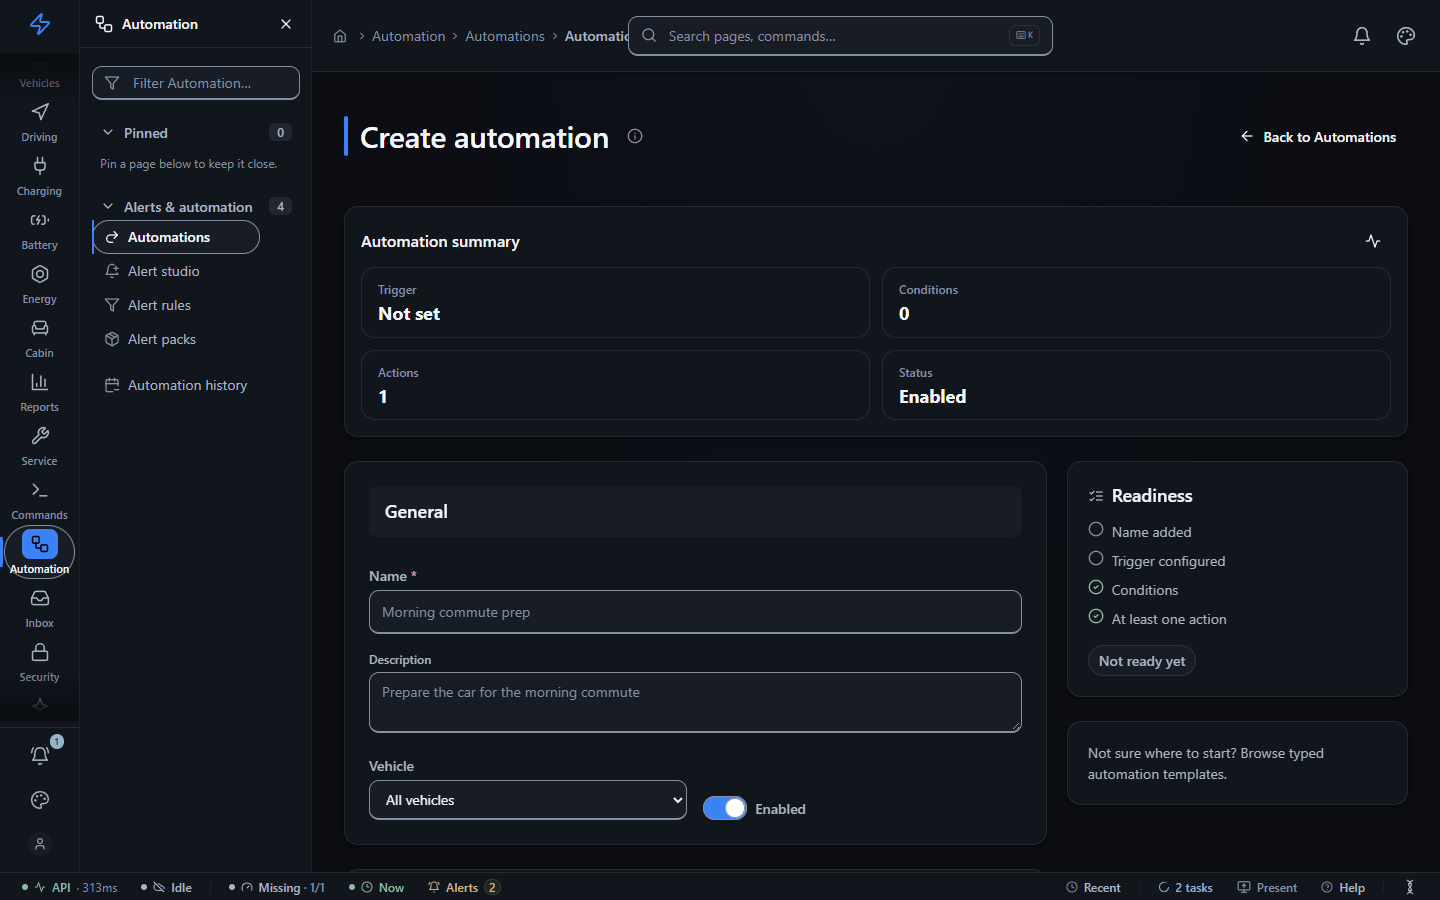 Vehicles
Driving
Charging
Battery
Energy
Cabin
Reports
Service
Commands
Automation
Inbox
Security
1
Automation
Filter Automation...
Pinned 0
Pin a page below to keep it close.
Alerts & automation 4
Automations
Alert studio
Alert rules
Alert packs
Automation history
Automation > Automations > Automatio
Search pages, commands... K
Create automation
Back to Automations
Automation summary
Trigger
Not set
Conditions
0
Actions
1
Status
Enabled
General
Name *
Morning commute prep
Description
Prepare the car for the morning commute
Vehicle
All vehicles
Enabled
Readiness
Name added
Trigger configured
Conditions
At least one action
Not ready yet
Not sure where to start? Browse typed
automation templates.
API · 313ms
Idle
Missing · 1/1
Now
Alerts 2
Recent
2 tasks
Present
Help